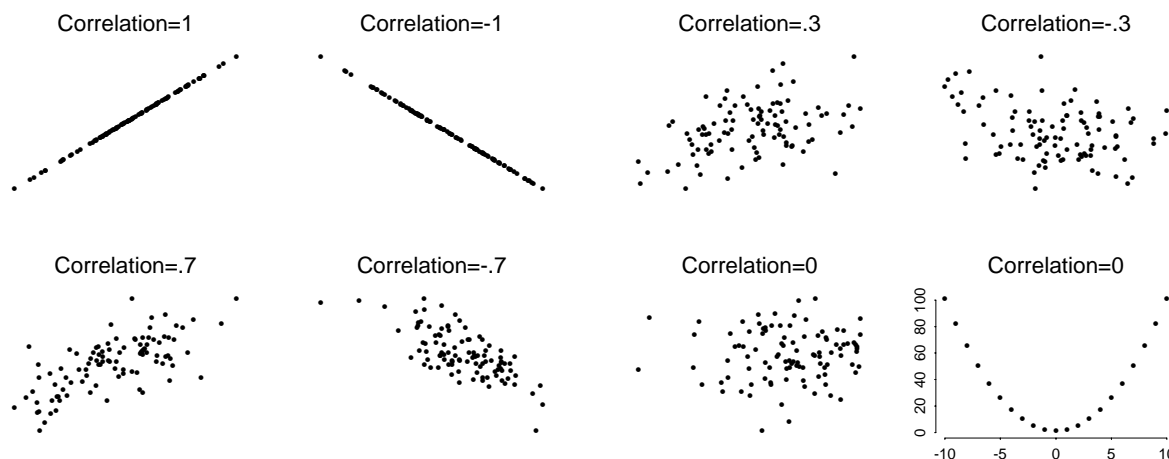 Correlation=1
Correlation=-1
Correlation=.3
Correlation=-.3
Correlation=.7
Correlation=-.7
Correlation=0
Correlation=0
100
80
60
40
20
0
-10 -5 0 5 10